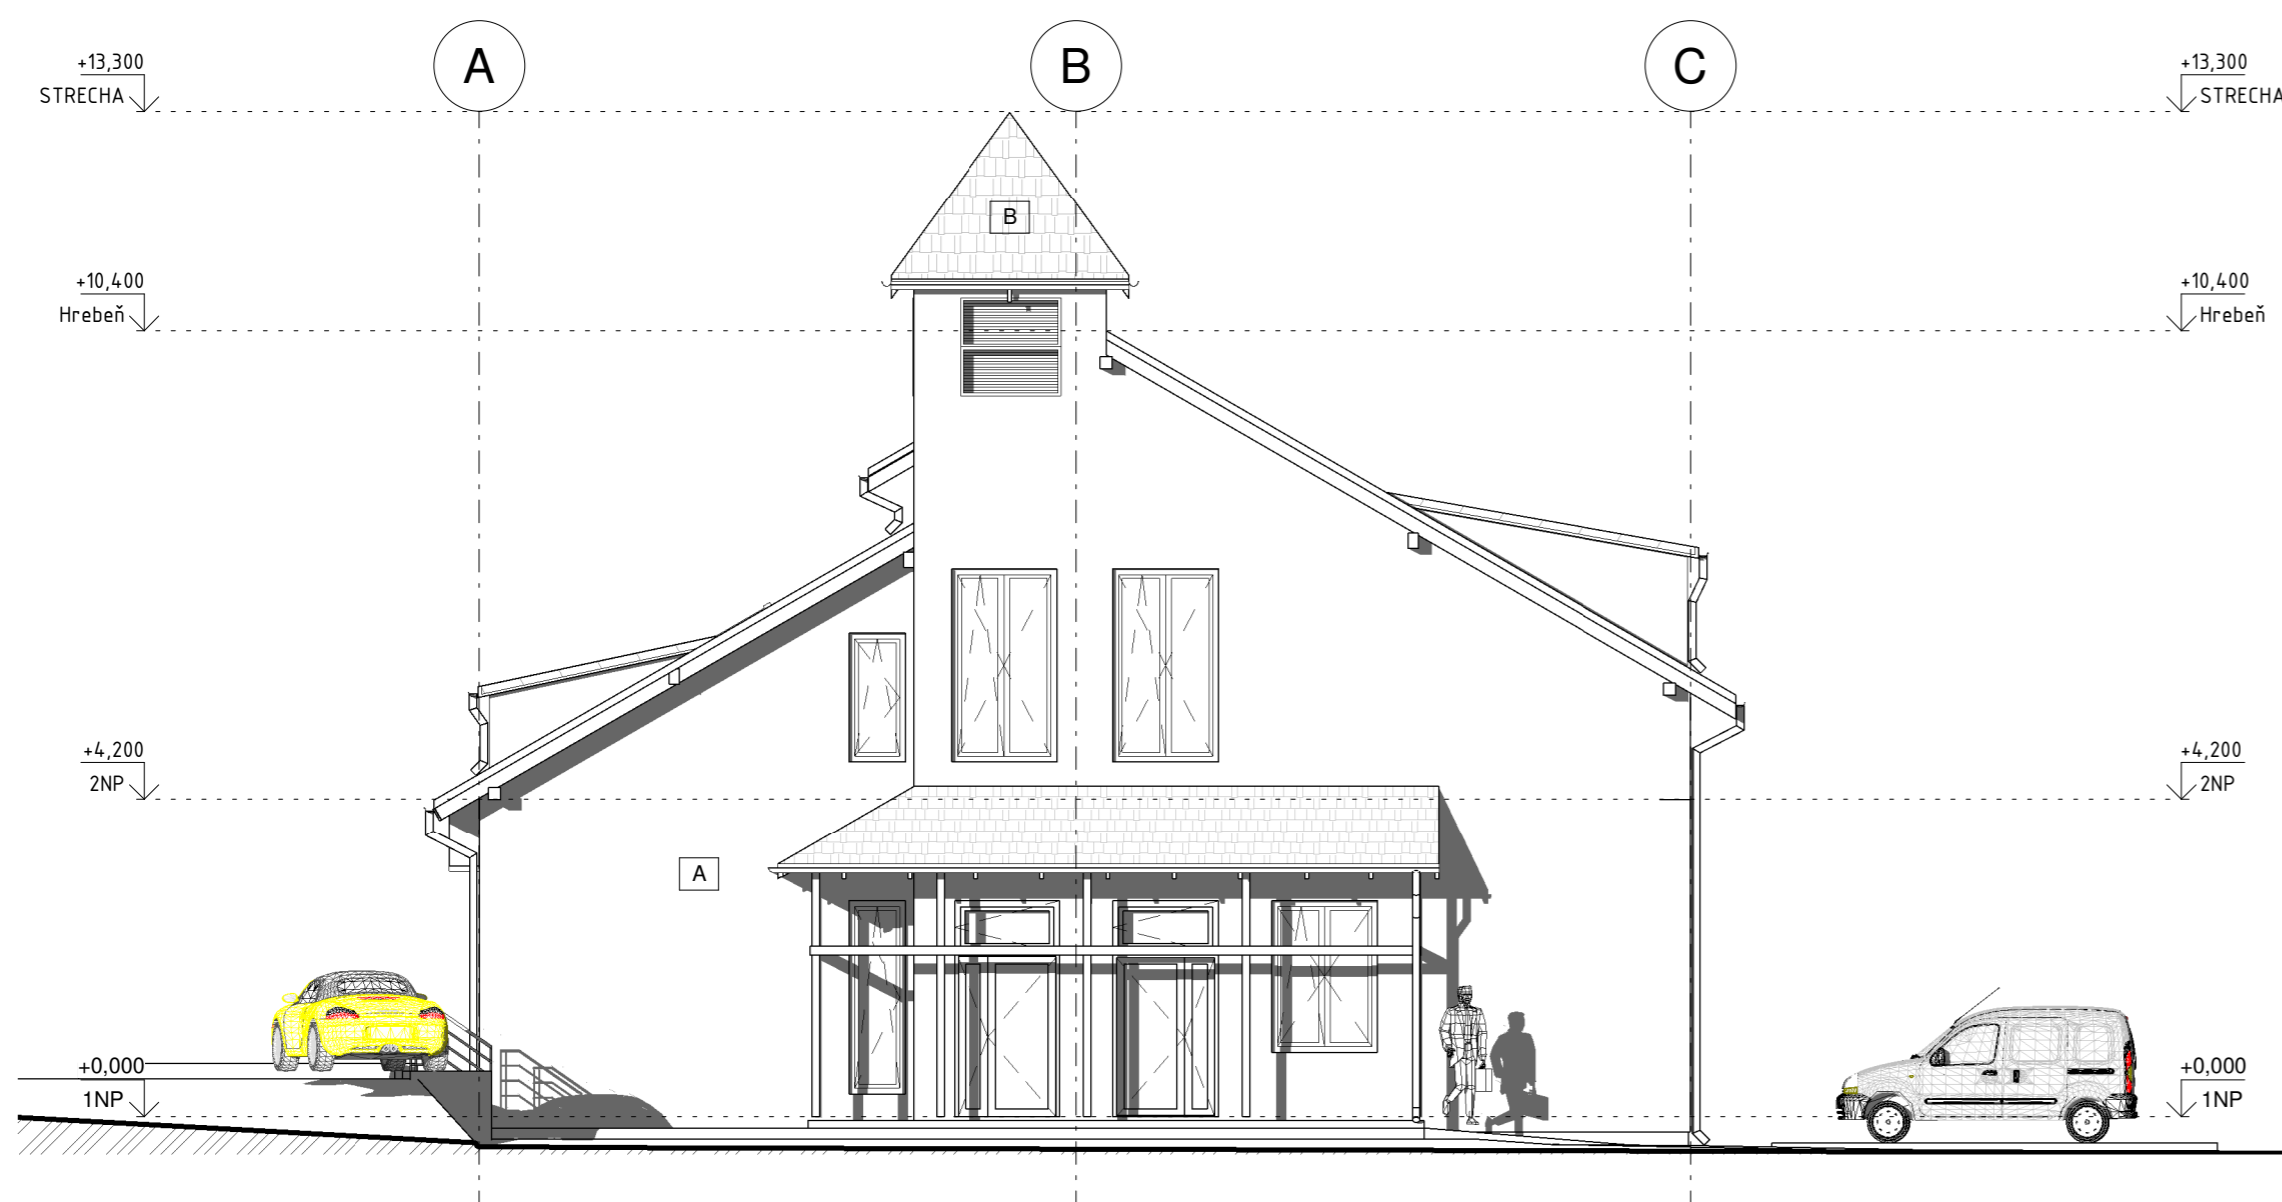 A
B
C
+13,300
STRECHA
+13,300
STRECHA
B
+10,400
Hrebeň
+10,400
Hrebeň
+4,200
2NP
+4,200
2NP
A
+0,000
1NP
+0,000
1NP